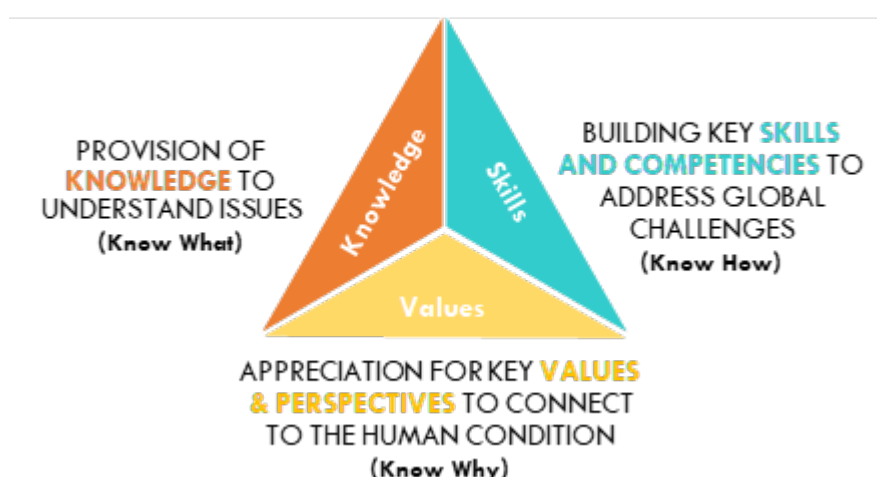 PROVISION OF
KNOWLEDGE TO
UNDERSTAND ISSUES
(Know What)
Knowledge
Skills
Values
BUILDING KEY SKILLS
AND COMPETENCIES TO
ADDRESS GLOBAL
CHALLENGES
(Know How)
APPRECIATION FOR KEY VALUES
& PERSPECTIVES TO CONNECT
TO THE HUMAN CONDITION
(Know Why)